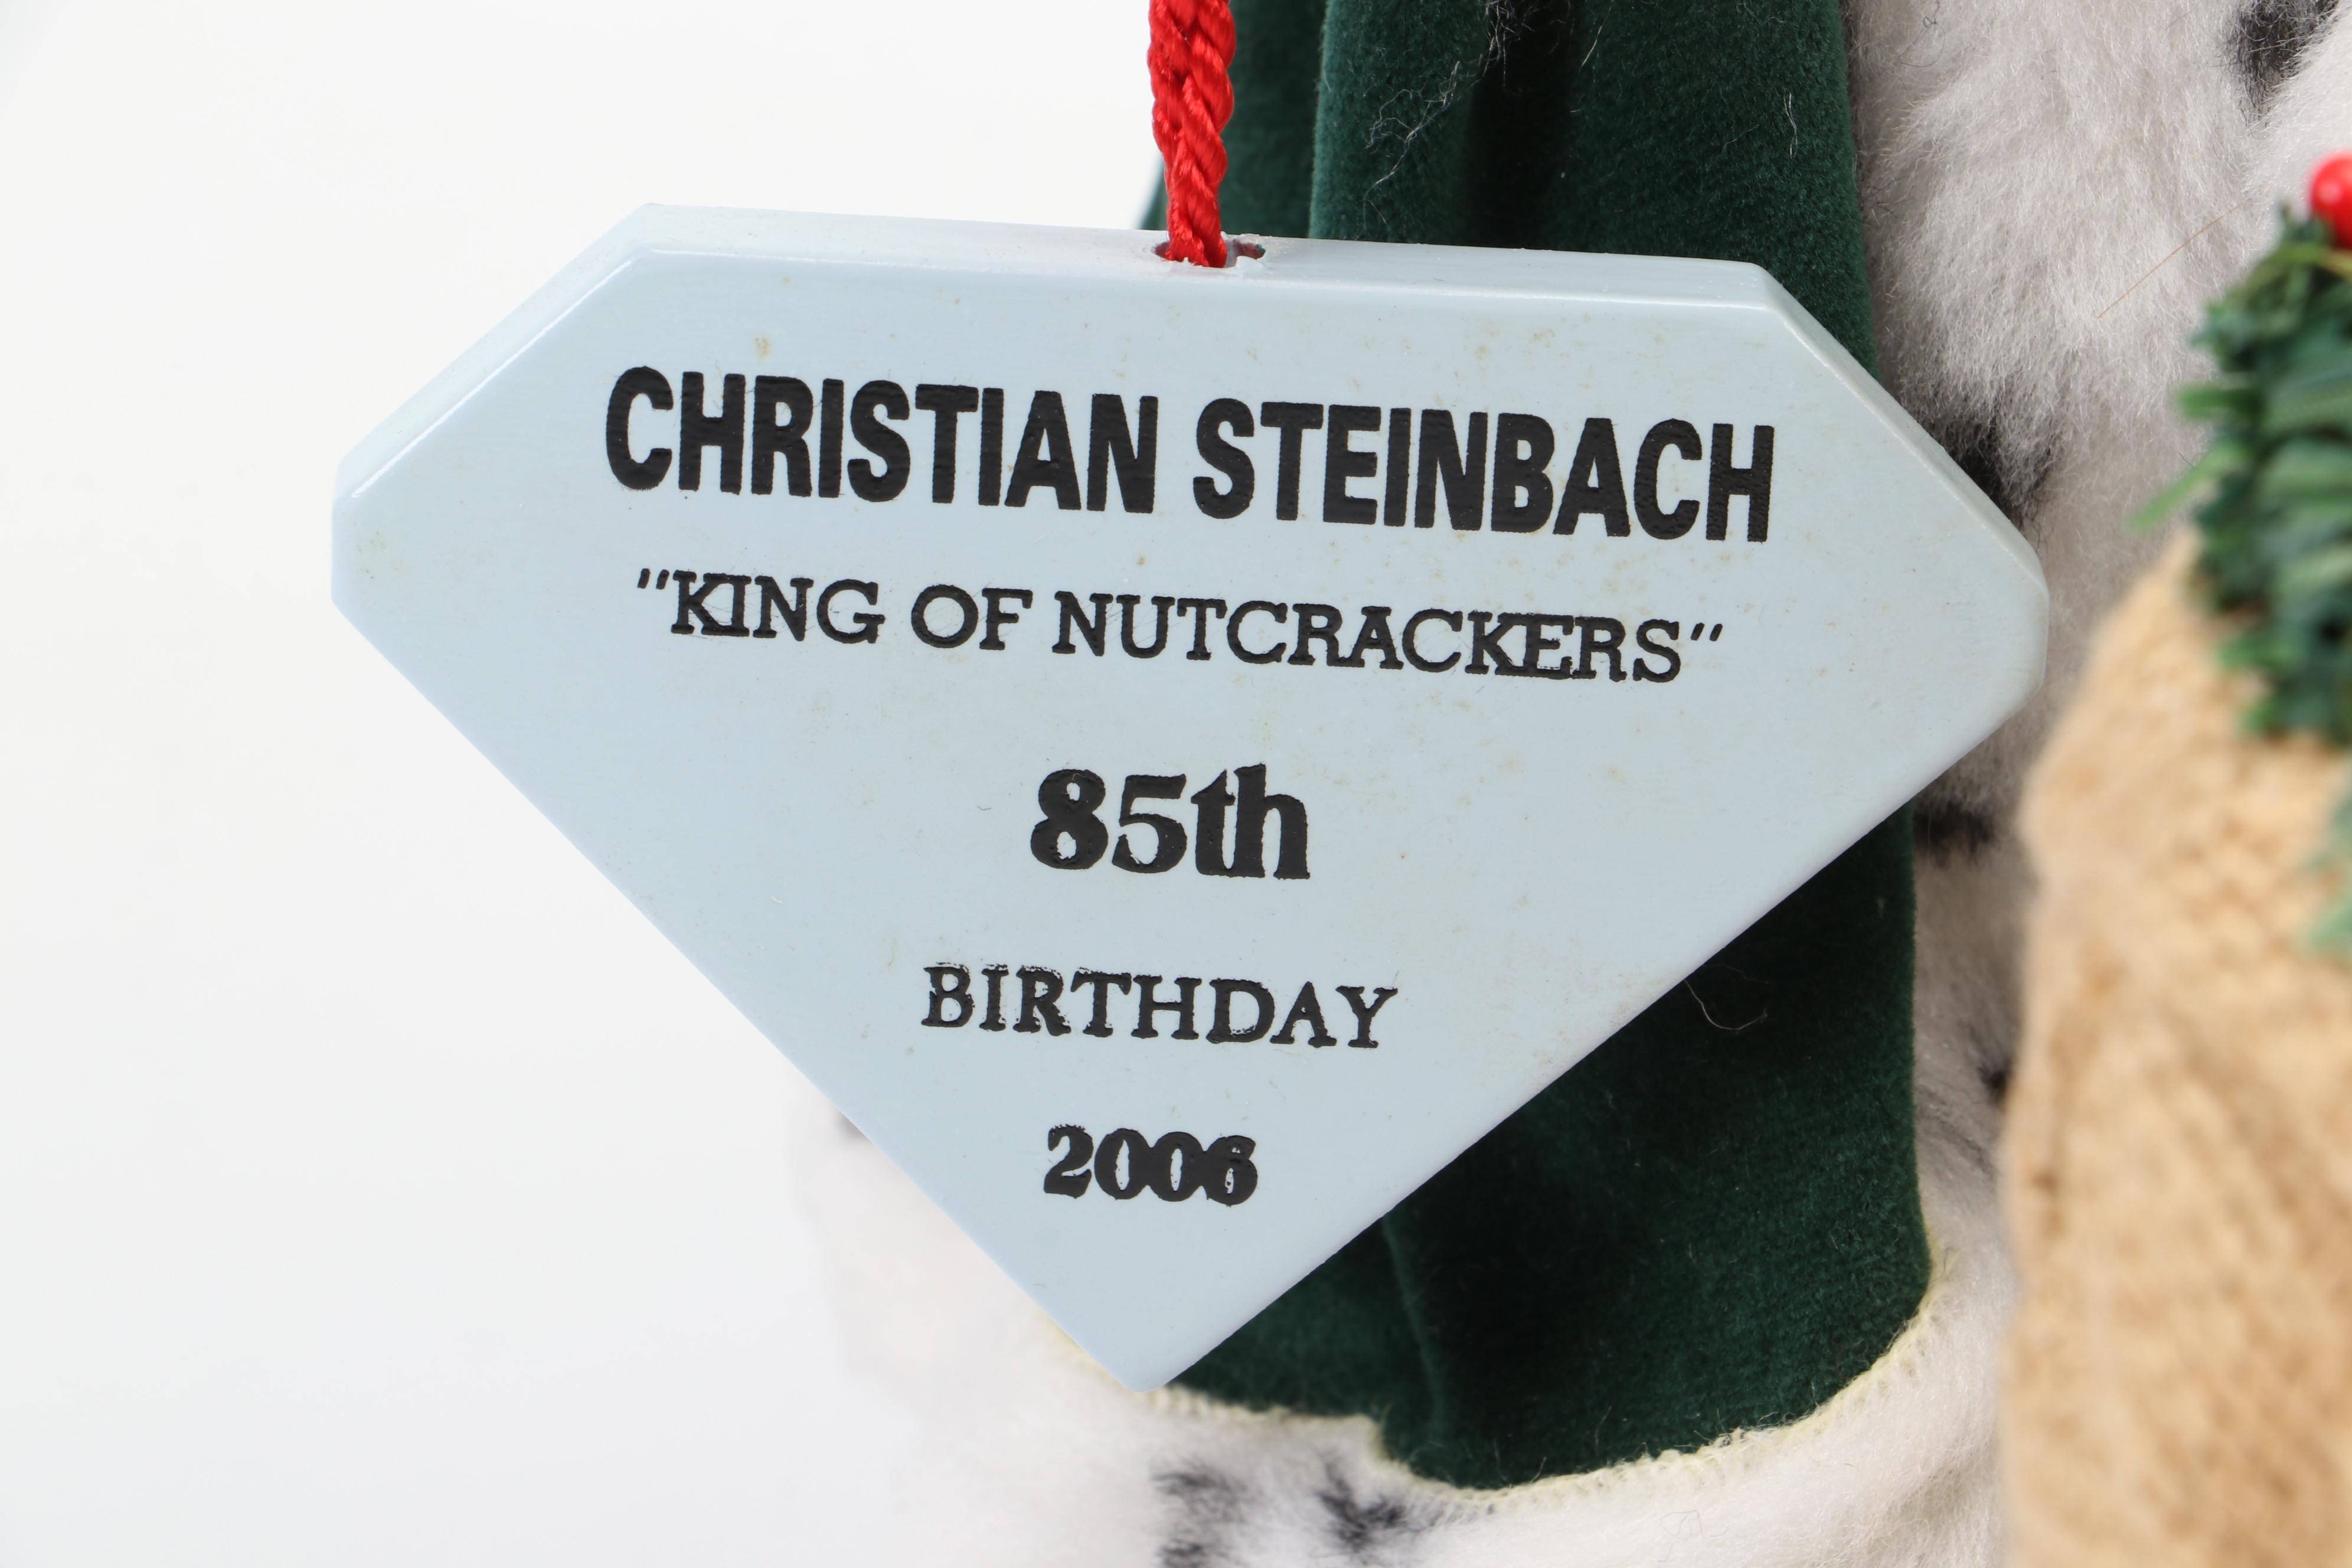 CHRISTIAN STEINBACH
"KING OF NUTCRACKERS"
85th
BIRTHDAY
2006